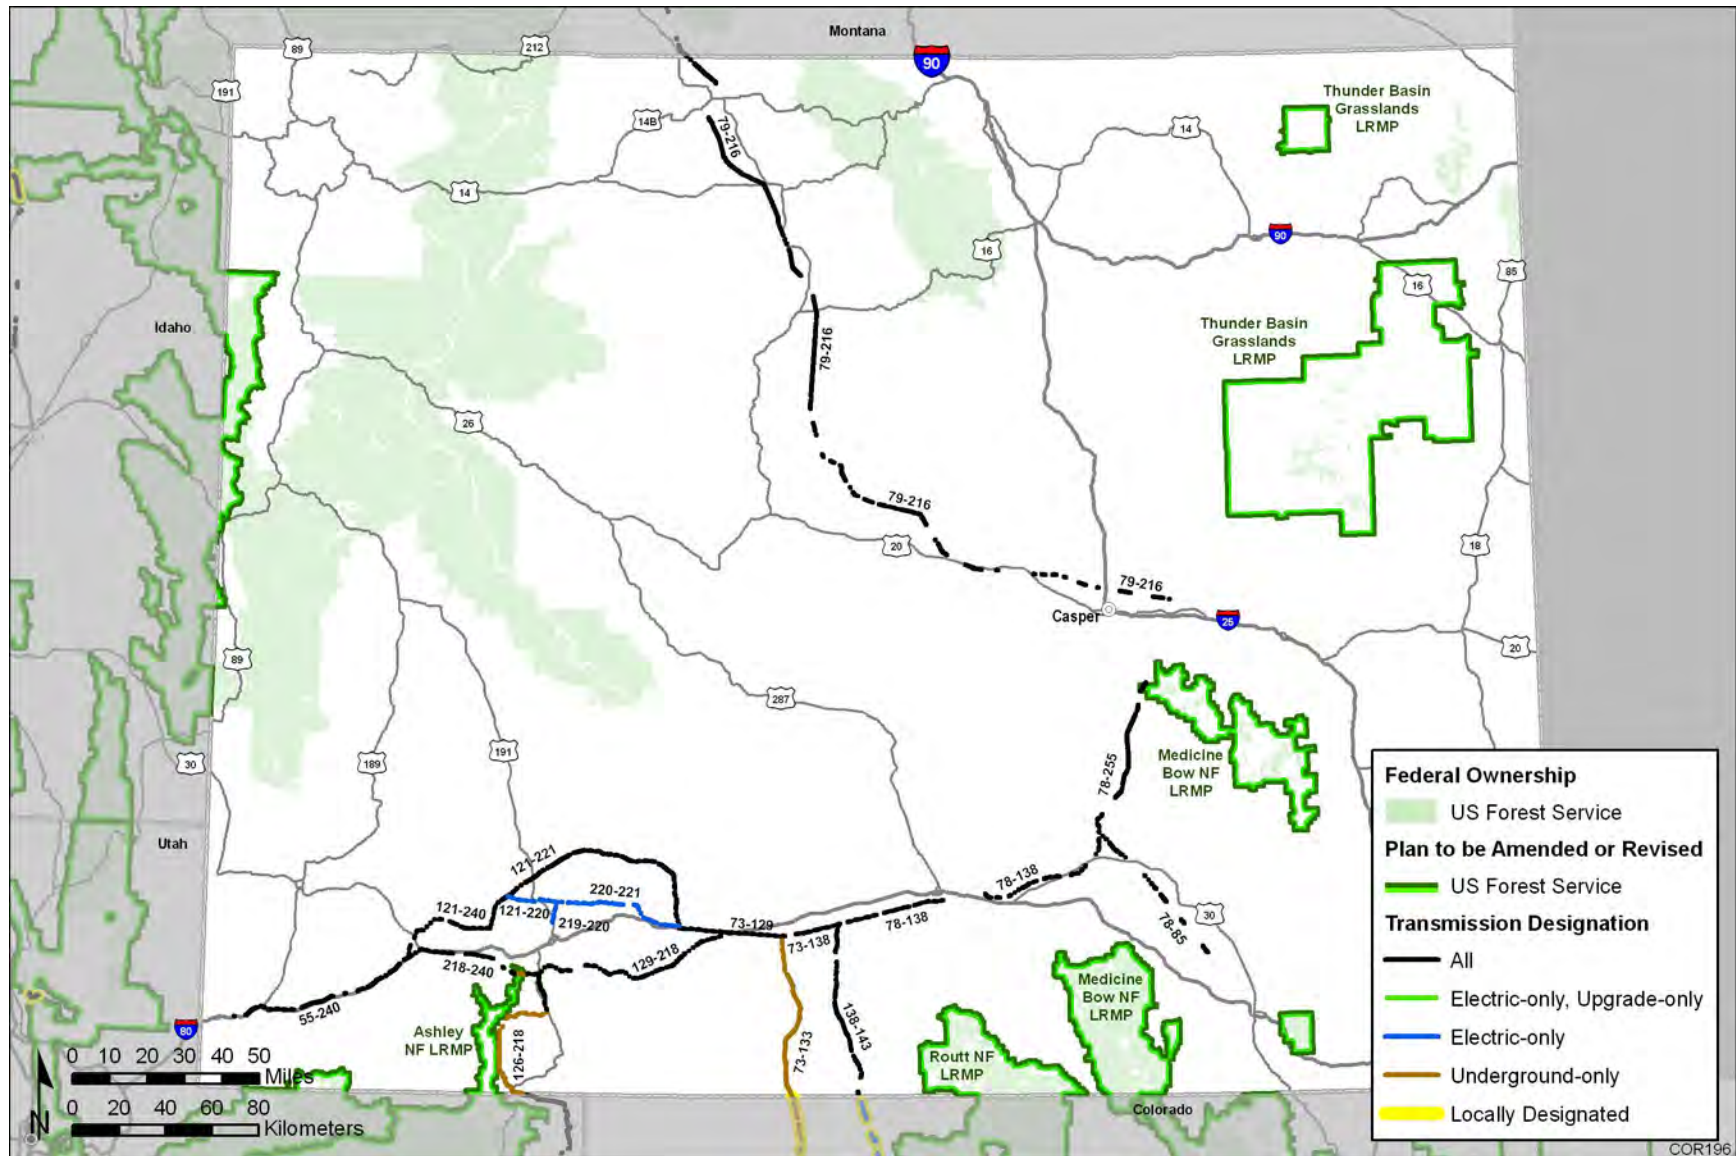 Montana
89
212
90
191
Thunder Basin
Grasslands
LRMP
14B
79-216
14
14
90
16
85
16
Idaho
Thunder Basin
Grasslands
LRMP
79-216
26
79-216
20
18
79-216
Casper
25
20
89
287
30
189
191
78-255
Medicine
Bow NF
LRMP
Utah
121-221
220-221
78-138
121-240
121-220
219-220
73-129
78-138
30
73-138
78-85
218-240
129-218
55-240
80
Ashley
NF LRMP
126-218
73-133
138-143
Medicine
Bow NF
LRMP
Routt NF
LRMP
Colorado
0 10 20 30 40 50
Miles
0 20 40 60 80
Kilometers
N
Federal Ownership
US Forest Service
Plan to be Amended or Revised
US Forest Service
Transmission Designation
All
Electric-only, Upgrade-only
Electric-only
Underground-only
Locally Designated
COR196